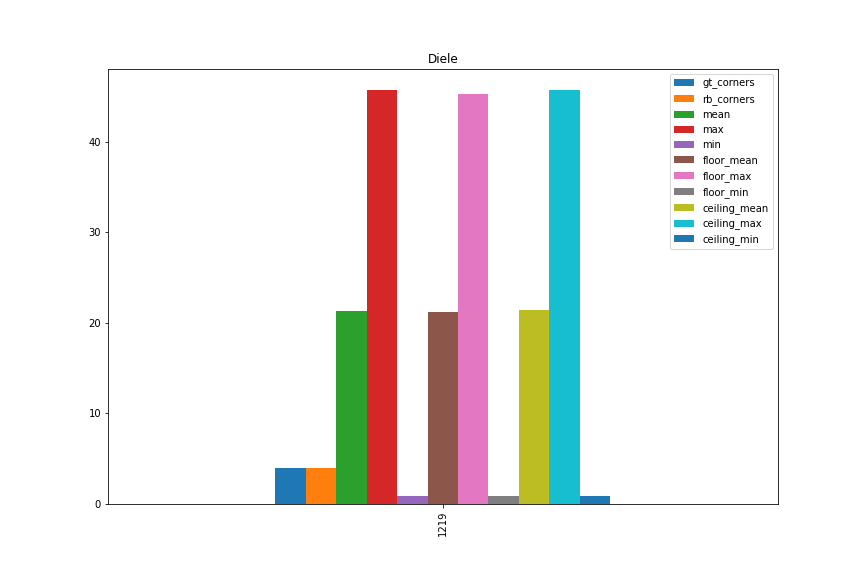 Diele
gt_corners
rb_corners
mean
max
min
floor_mean
floor_max
floor_min
ceiling_mean
ceiling_max
ceiling_min
40
30
20
10
0
1219